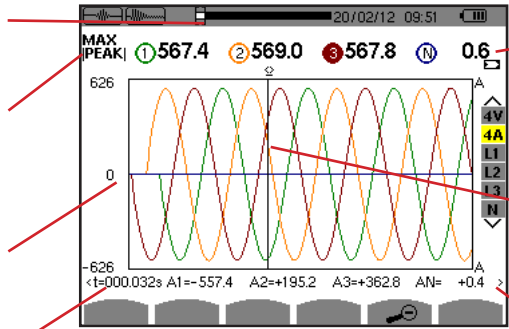 20/02/12 09:51
MAX
|PEAK| 1 567.4 2 569.0 3 567.8 N 0.6
626 A
4V
4A
L1
0
L2
L3
N
-626 A
<t=000.032s A1=-557.4 A2=+195.2 A3=+362.8 AN= +0.4 >